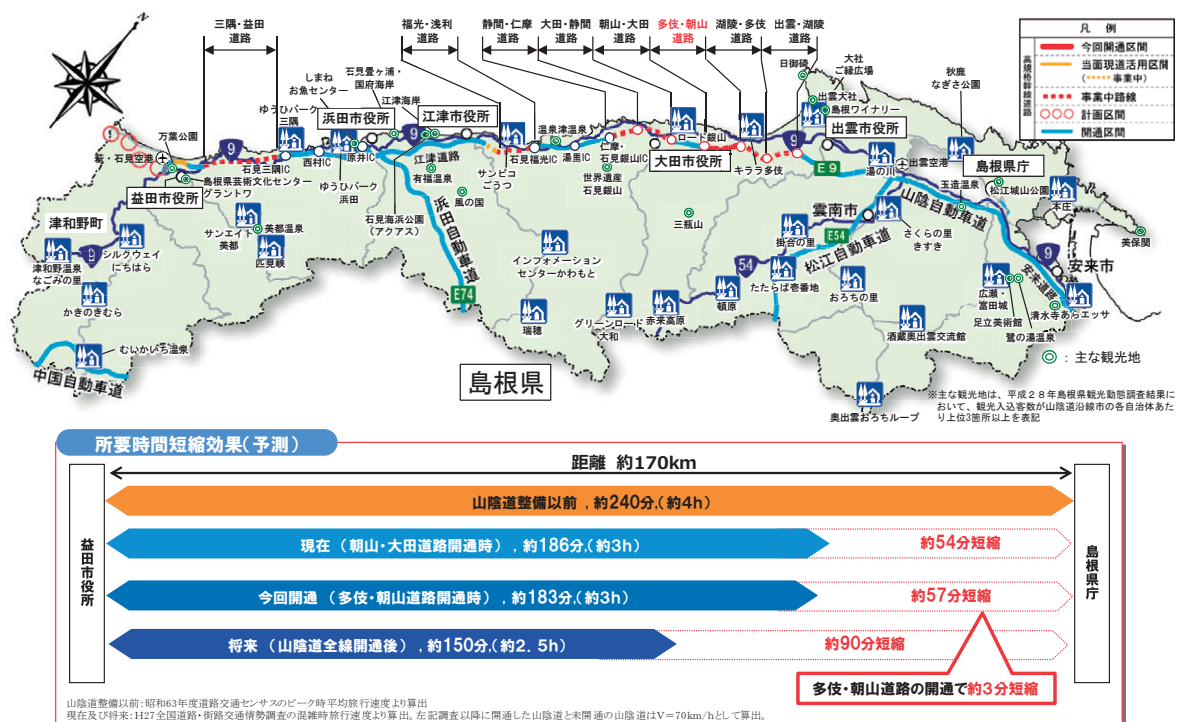 三隅・益田
道路
福光・浅利
道路
静間・仁摩
道路
大田・静間
道路
朝山・大田
道路
多伎・朝山
道路
湖陵・多伎
道路
出雲・湖陵
道路
凡 例
高規格幹線道路
今回開通区間
当面現道活用区間
(•••••事業中)
事業中路線
計画区間
開通区間
日御碕
大社
ご縁広場
出雲大社
島根ワイナリー
秋鹿
なぎさ公園
石見畳ヶ浦・
国府海岸
しまね
お魚センター
江津海岸
ゆうひパーク
三隅
浜田市役所
江津市役所
9
9
9
出雲市役所
万葉公園
萩・石見空港
石見三隅IC
西村IC
原井IC
島根県芸術文化センター
グラントワ
益田市役所
ゆうひパーク
浜田
江津道路
有福温泉
風の国
石見海浜公園
(アクアス)
サンピコ
ごうつ
石見福光IC
温泉津温泉
湯里IC
仁摩・
石見銀山IC
世界遺産
石見銀山
ロード銀山
大田市役所
キララ多伎
E9
湯の川
出雲空港
島根県庁
玉造温泉
松江城山公園
本庄
美保関
山陰自動車道
津和野町
9
津和野温泉
なごみの里
シルクウェイ
にちはら
サンエイト
美都
美都温泉
匹見峡
かきのきむら
むいかいち温泉
中国自動車道
浜田自動車道
E74
三瓶山
インフォメーション
センターかわもと
瑞穂
グリーンロード
大和
赤来高原
54
頓原
掛合の里
雲南市
E54
松江自動車道
たたらば壱番地
さくらの里
きすき
おろちの里
酒蔵奥出雲交流館
奥出雲おろちループ
9
安来市
安来道路
広瀬・
富田城
足立美術館
鷺の湯温泉
清水寺
あらエッサ
島根県
：主な観光地
※主な観光地は、平成２８年島根県観光動態調査結果に
おいて、観光入込客数が山陰道沿線市の各自治体あた
り上位3箇所以上を表記
所要時間短縮効果(予測)
益田市役所
島根県庁
距離 約170km
山陰道整備以前 , 約240分,(約4h)
現在 (朝山・大田道路開通時) , 約186分,(約3h)
約54分短縮
今回開通 (多伎・朝山道路開通時) , 約183分,(約3h)
約57分短縮
将来 (山陰道全線開通後) , 約150分,(約2. 5h)
約90分短縮
多伎・朝山道路の開通で約３分短縮
山陰道整備以前：昭和63年度道路交通センサスのピーク時平均旅行速度より算出
現在及び将来：H27全国道路・街路交通情勢調査の混雑時旅行速度より算出。左記調査以降に開通した山陰道と未開通の山陰道はV＝70km/hとして算出。